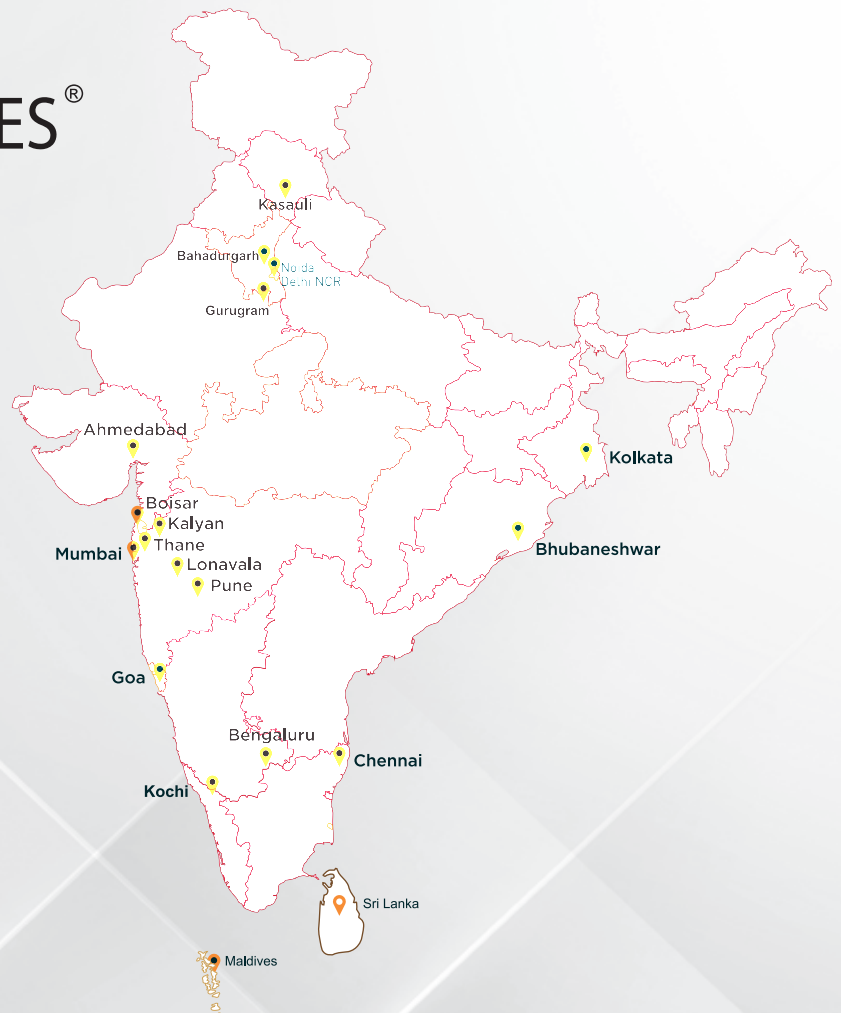 ES®
Kasauli
Bahadurgarh
Noida
Delhi NCR
Gurugram
Ahmedabad
Boisar
Kalyan
Mumbai
Thane
Lonavala
Pune
Kolkata
Bhubaneshwar
Goa
Bengaluru
Chennai
Kochi
Sri Lanka
Maldives